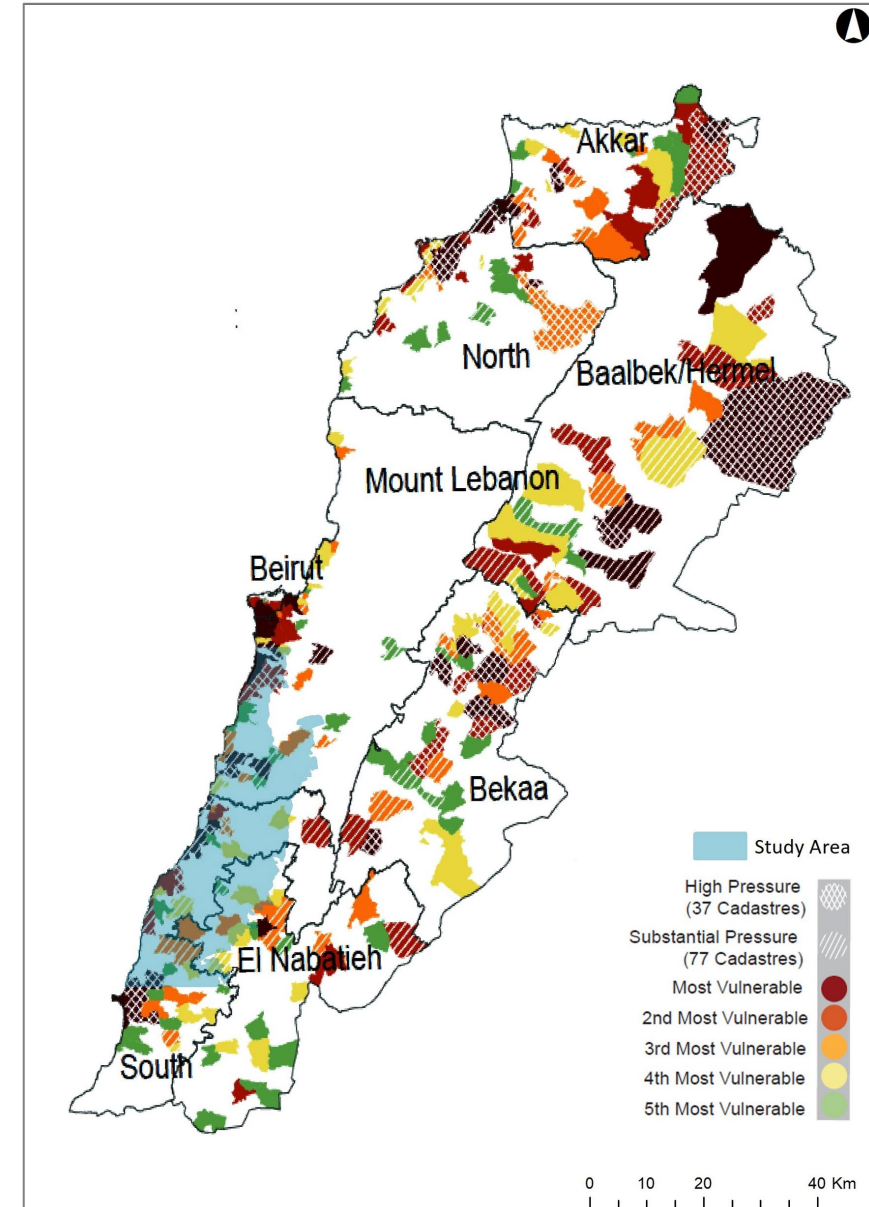 Akkar
North
Baalbek/Hermel
Mount Lebanon
Beirut
Bekaa
El Nabatieh
South
Study Area
High Pressure
(37 Cadastres)
Substantial Pressure
(77 Cadastres)
Most Vulnerable
2nd Most Vulnerable
3rd Most Vulnerable
4th Most Vulnerable
5th Most Vulnerable
0 10 20 40 Km